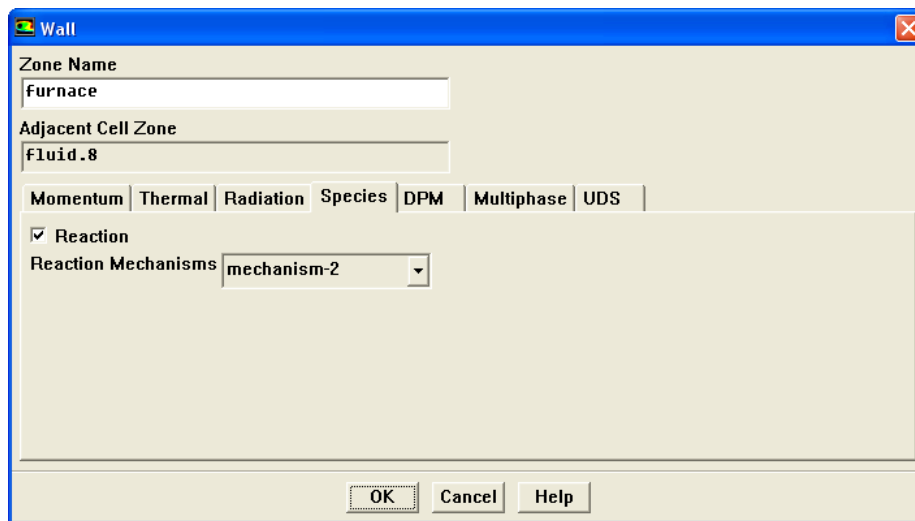 Wall
Zone Name
furnace
Adjacent Cell Zone
fluid.8
Momentum Thermal Radiation Species DPM Multiphase UDS
Reaction
Reaction Mechanisms mechanism-2
OK Cancel Help